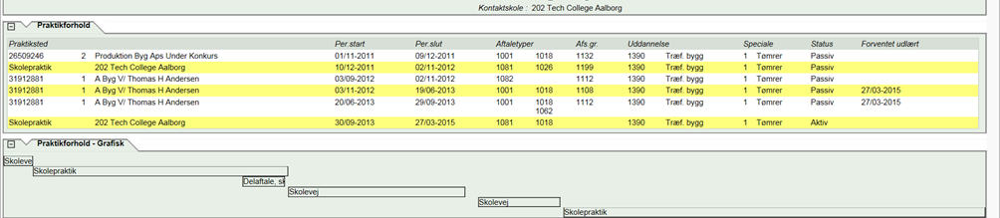 Kontaktskole : 202 Tech College Aalborg
Praktikforhold
Praktiksted Per.start Per.slut Aftaletyper Afs.gr. Uddannelse Speciale Status Forventet udlært
26509246 2 Produktion Byg Aps Under Konkurs 01/11-2011 09/12-2011 1001 1018 1132 1390 Træf. bygg 1 Tømrer Passiv
Skolepraktik 202 Tech College Aalborg 10/12-2011 02/11-2012 1081 1026 1199 1390 Træf. bygg 1 Tømrer Passiv
31912881 1 A Byg V/ Thomas H Andersen 03/09-2012 02/11-2012 1082 1112 1390 Træf. bygg 1 Tømrer Passiv
31912881 1 A Byg V/ Thomas H Andersen 03/11-2012 19/06-2013 1001 1018 1108 1390 Træf. bygg 1 Tømrer Passiv 27/03-2015
31912881 1 A Byg V/ Thomas H Andersen 20/06-2013 29/09-2013 1001 1018 1112 1390 Træf. bygg 1 Tømrer Passiv 27/03-2015
1062
Skolepraktik 202 Tech College Aalborg 30/09-2013 27/03-2015 1081 1018 1390 Træf. bygg 1 Tømrer Aktiv
Praktikforhold - Grafisk
Skoleve
Skolepraktik
Delaftale, sk
Skolevej
Skolevej
Skolepraktik